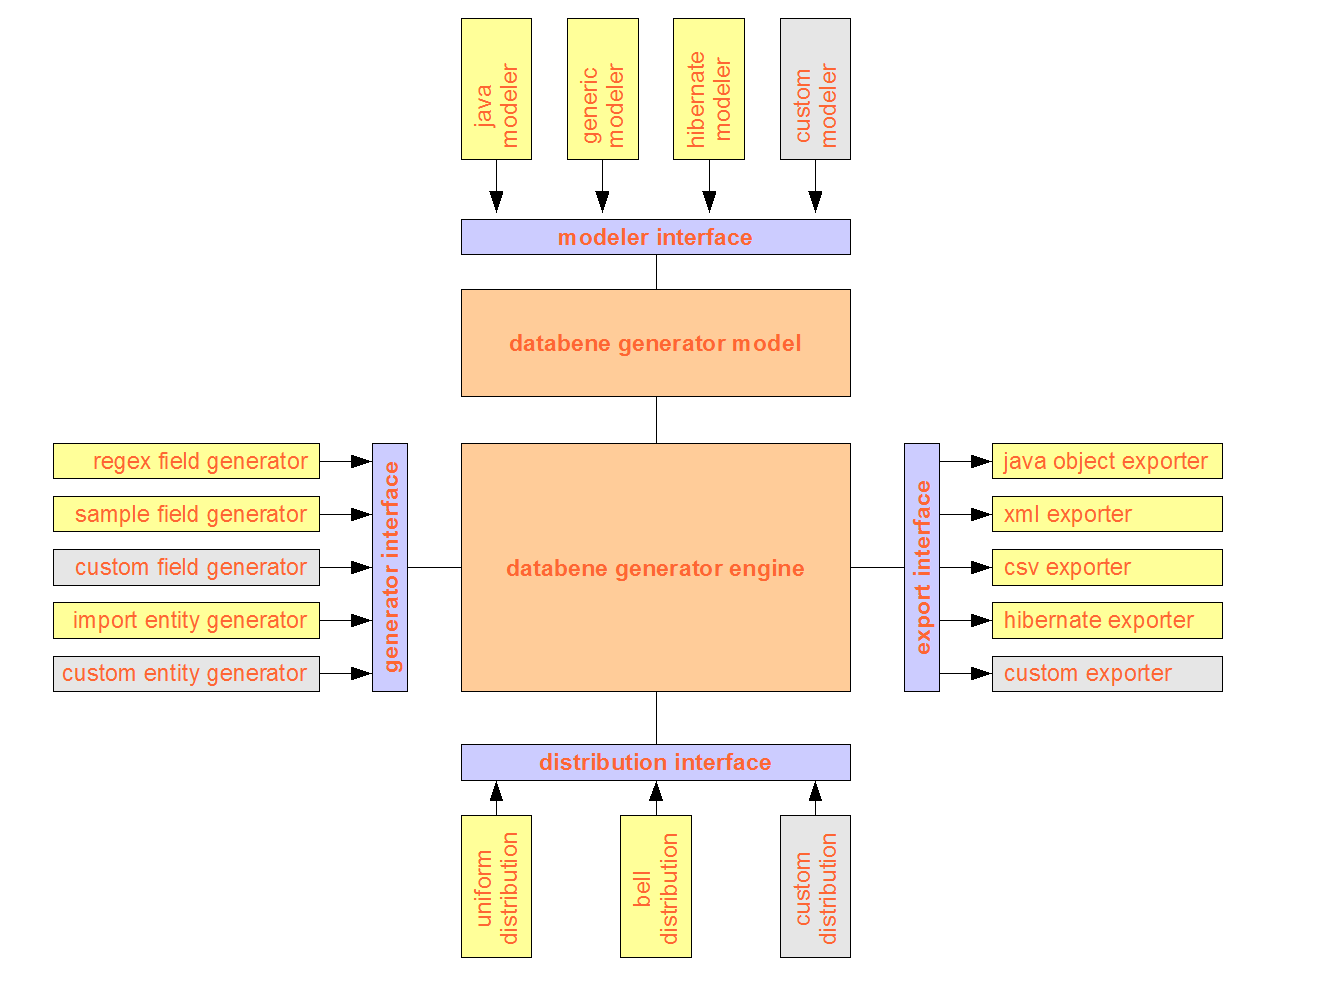 java
modeler
generic
modeler
hibernate
modeler
custom
modeler
modeler interface
databene generator model
regex field generator
sample field generator
custom field generator
import entity generator
custom entity generator
generator interface
databene generator engine
export interface
java object exporter
xml exporter
csv exporter
hibernate exporter
custom exporter
distribution interface
uniform
distribution
bell
distribution
custom
distribution